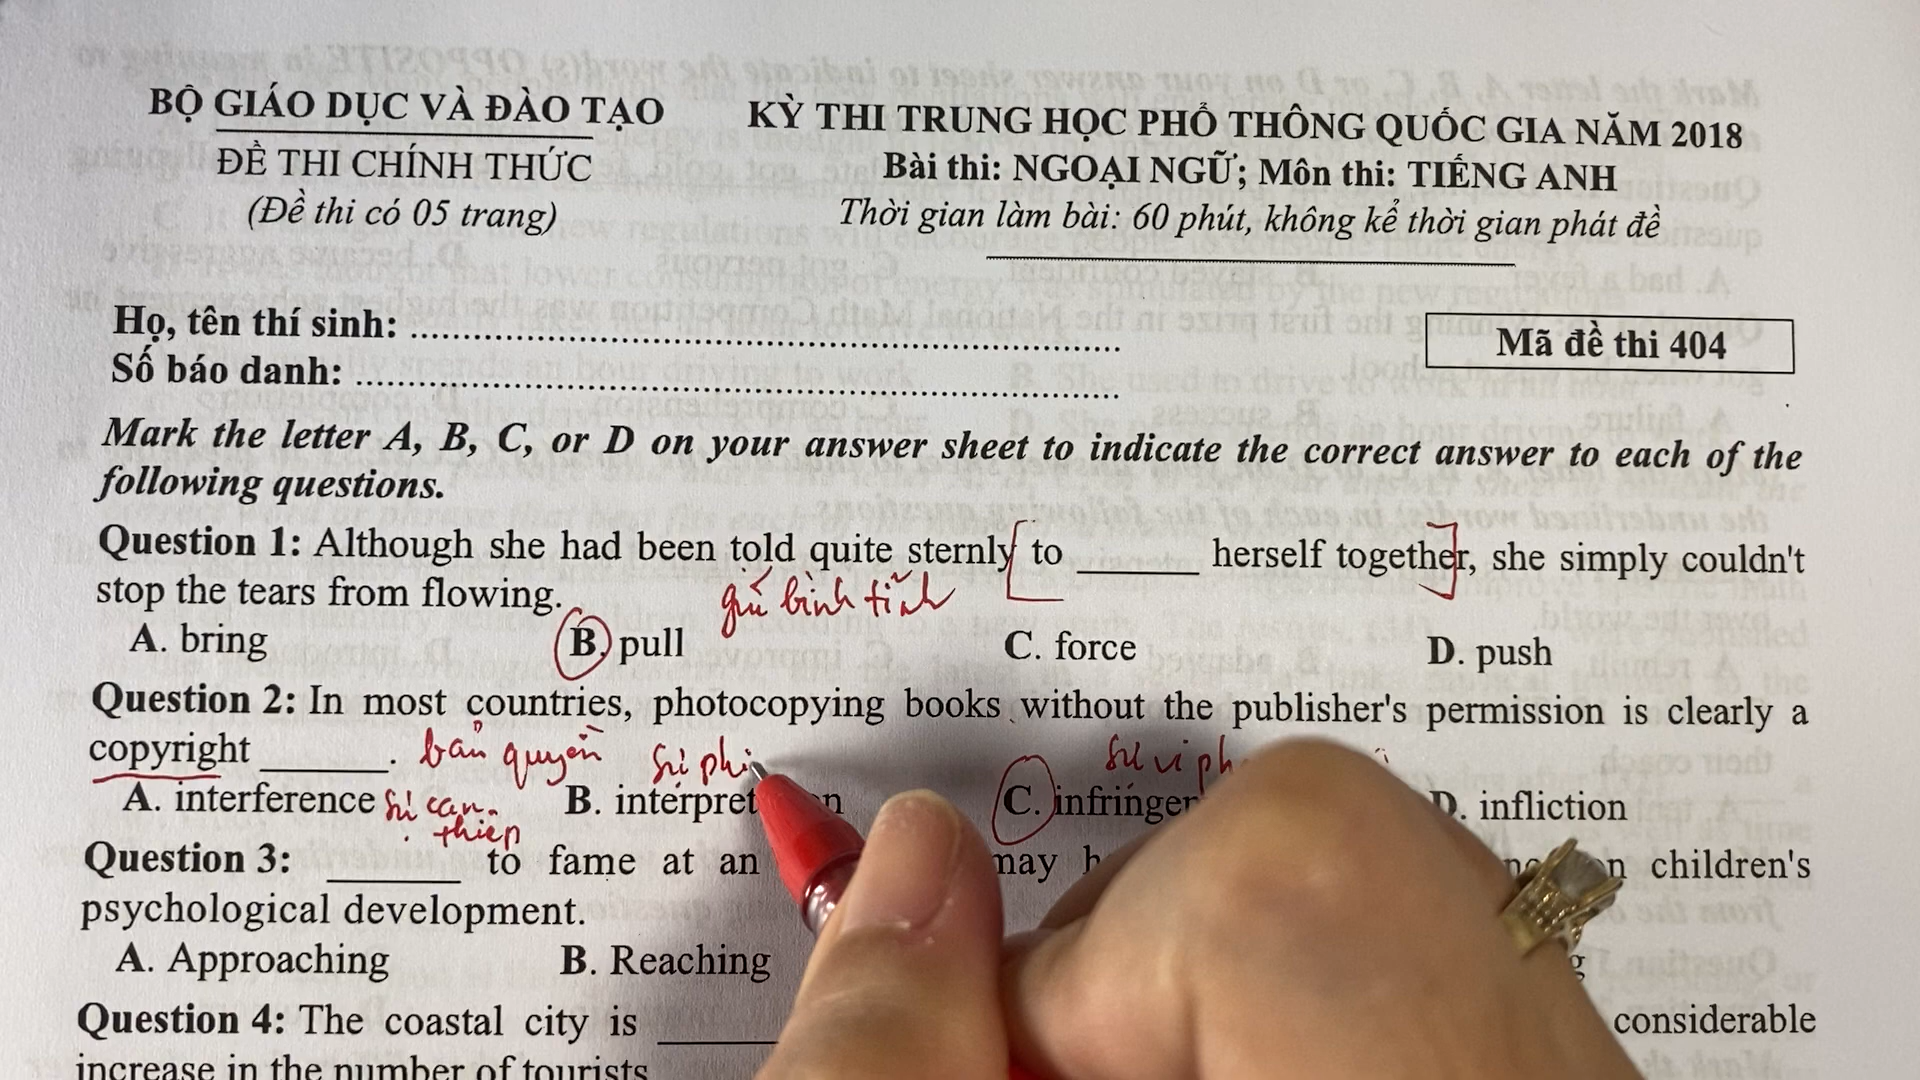 BỘ GIÁO DỤC VÀ ĐÀO TẠO
ĐỀ THI CHÍNH THỨC
(Đề thi có 05 trang)
KỲ THI TRUNG HỌC PHỔ THÔNG QUỐC GIA NĂM 2018
Bài thi: NGOẠI NGỮ; Môn thi: TIẾNG ANH
Thời gian làm bài: 60 phút, không kể thời gian phát đề
Họ, tên thí sinh: ........................................................................
Số báo danh: .............................................................................
Mã đề thi 404
Mark the letter A, B, C, or D on your answer sheet to indicate the correct answer to each of the
following questions.
Question 1: Although she had been told quite sternly to ______ herself together, she simply couldn't
stop the tears from flowing.
giữ bình tĩnh
A. bring B. pull C. force D. push
Question 2: In most countries, photocopying books without the publisher's permission is clearly a
copyright ______. bản quyền
A. interference sự can thiệp B. C. D. infliction
Question 3: ______ to fame at an may children's
psychological development.
A. Approaching B. Reaching
Question 4: The coastal city is ______ considerable
increase in the number of tourists